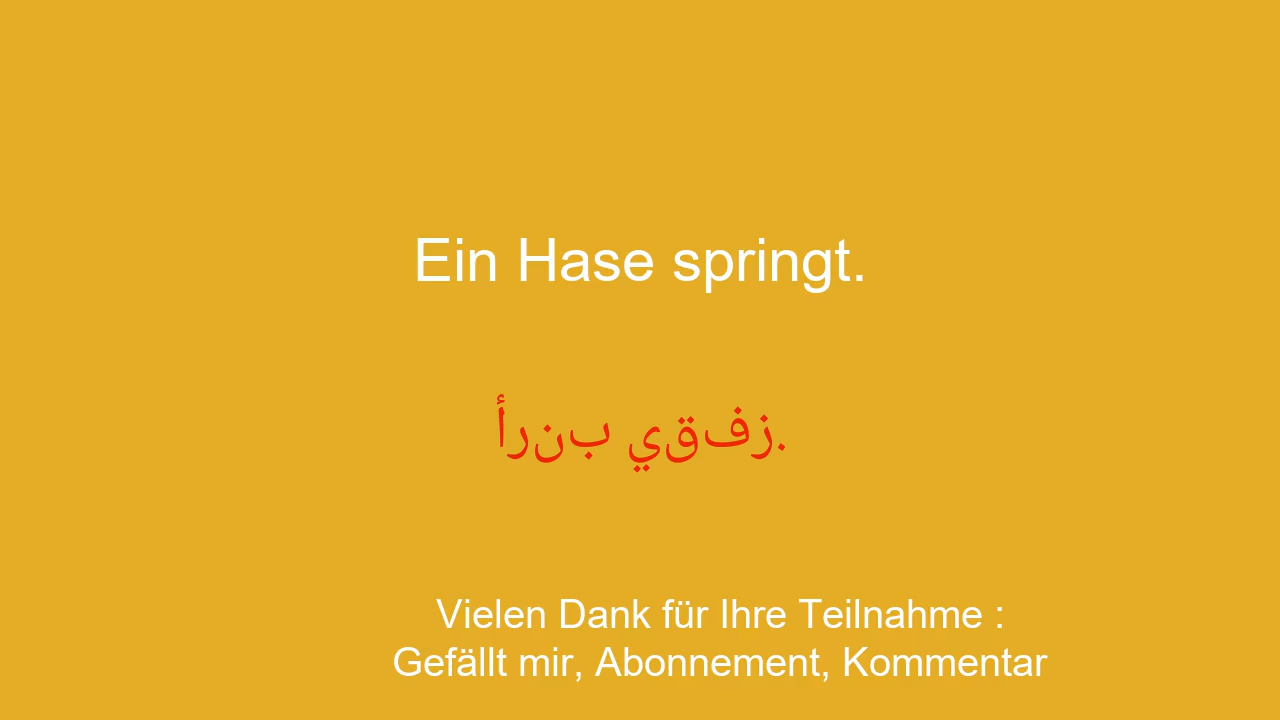 Ein Hase springt.
أرنب يقفز.
Vielen Dank für Ihre Teilnahme :
Gefällt mir, Abonnement, Kommentar